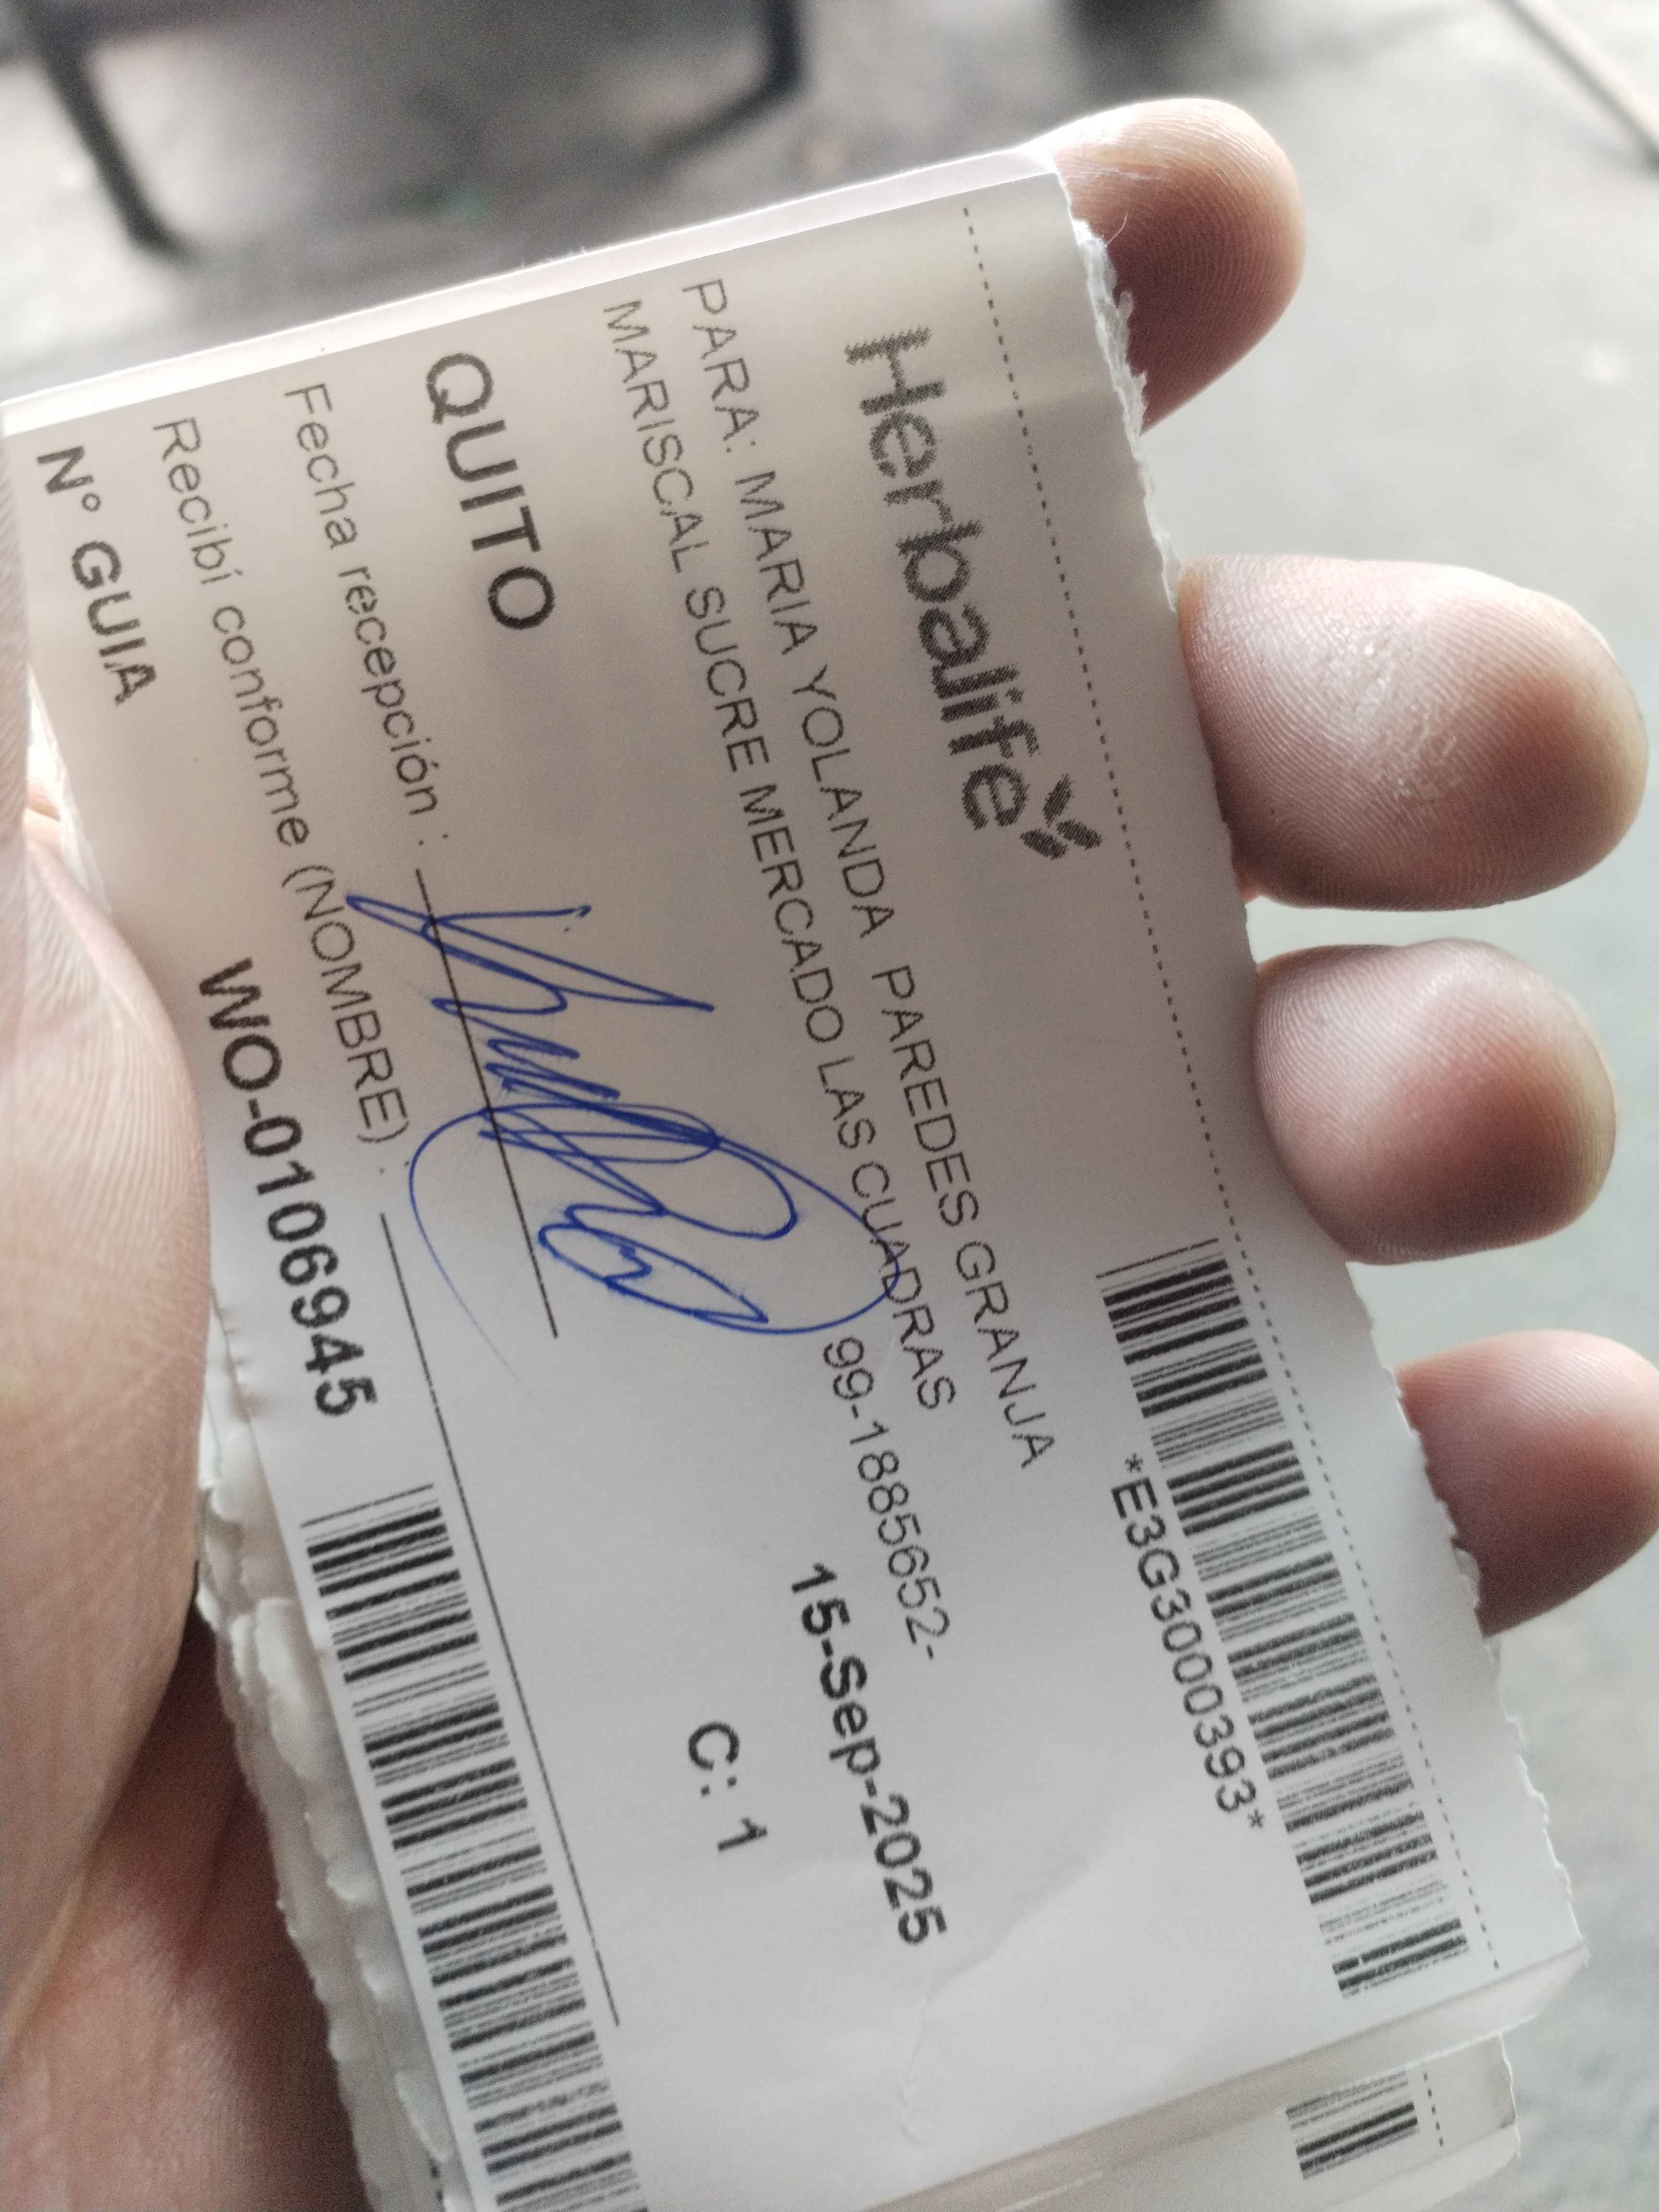 Herbalife
*E3G3000393*
PARA: MARIA YOLANDA PAREDES GRANJA
MARISCAL SUCRE MERCADO LAS CUADRAS
99-1885652-
15-Sep-2025
QUITO
C: 1
Fecha recepción :
Recibí conforme (NOMBRE) :
N° GUIA WO-0106945